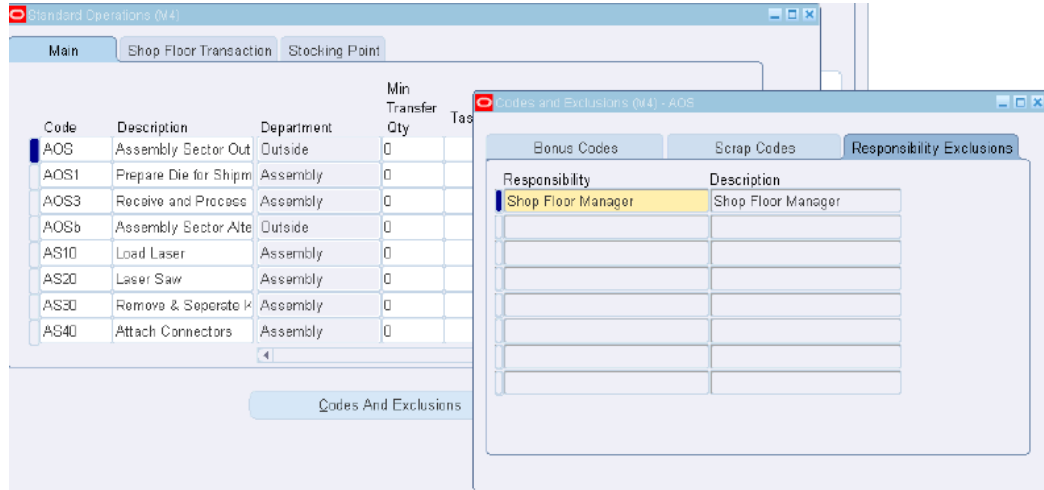 Standard Operations (M4)
Main Shop Floor Transaction Stocking Point
Min
Transfer
Code Description Department Qty Tas
AOS Assembly Sector Out Outside 0
AOS1 Prepare Die for Shipm Assembly 0
AOS3 Receive and Process Assembly 0
AOSb Assembly Sector Alte Outside 0
AS10 Load Laser Assembly 0
AS20 Laser Saw Assembly 0
AS30 Remove & Seperate K Assembly 0
AS40 Attach Connectors Assembly 0
Codes And Exclusions
Codes and Exclusions (M4) - AOS
Bonus Codes Scrap Codes Responsibility Exclusions
Responsibility Description
Shop Floor Manager Shop Floor Manager